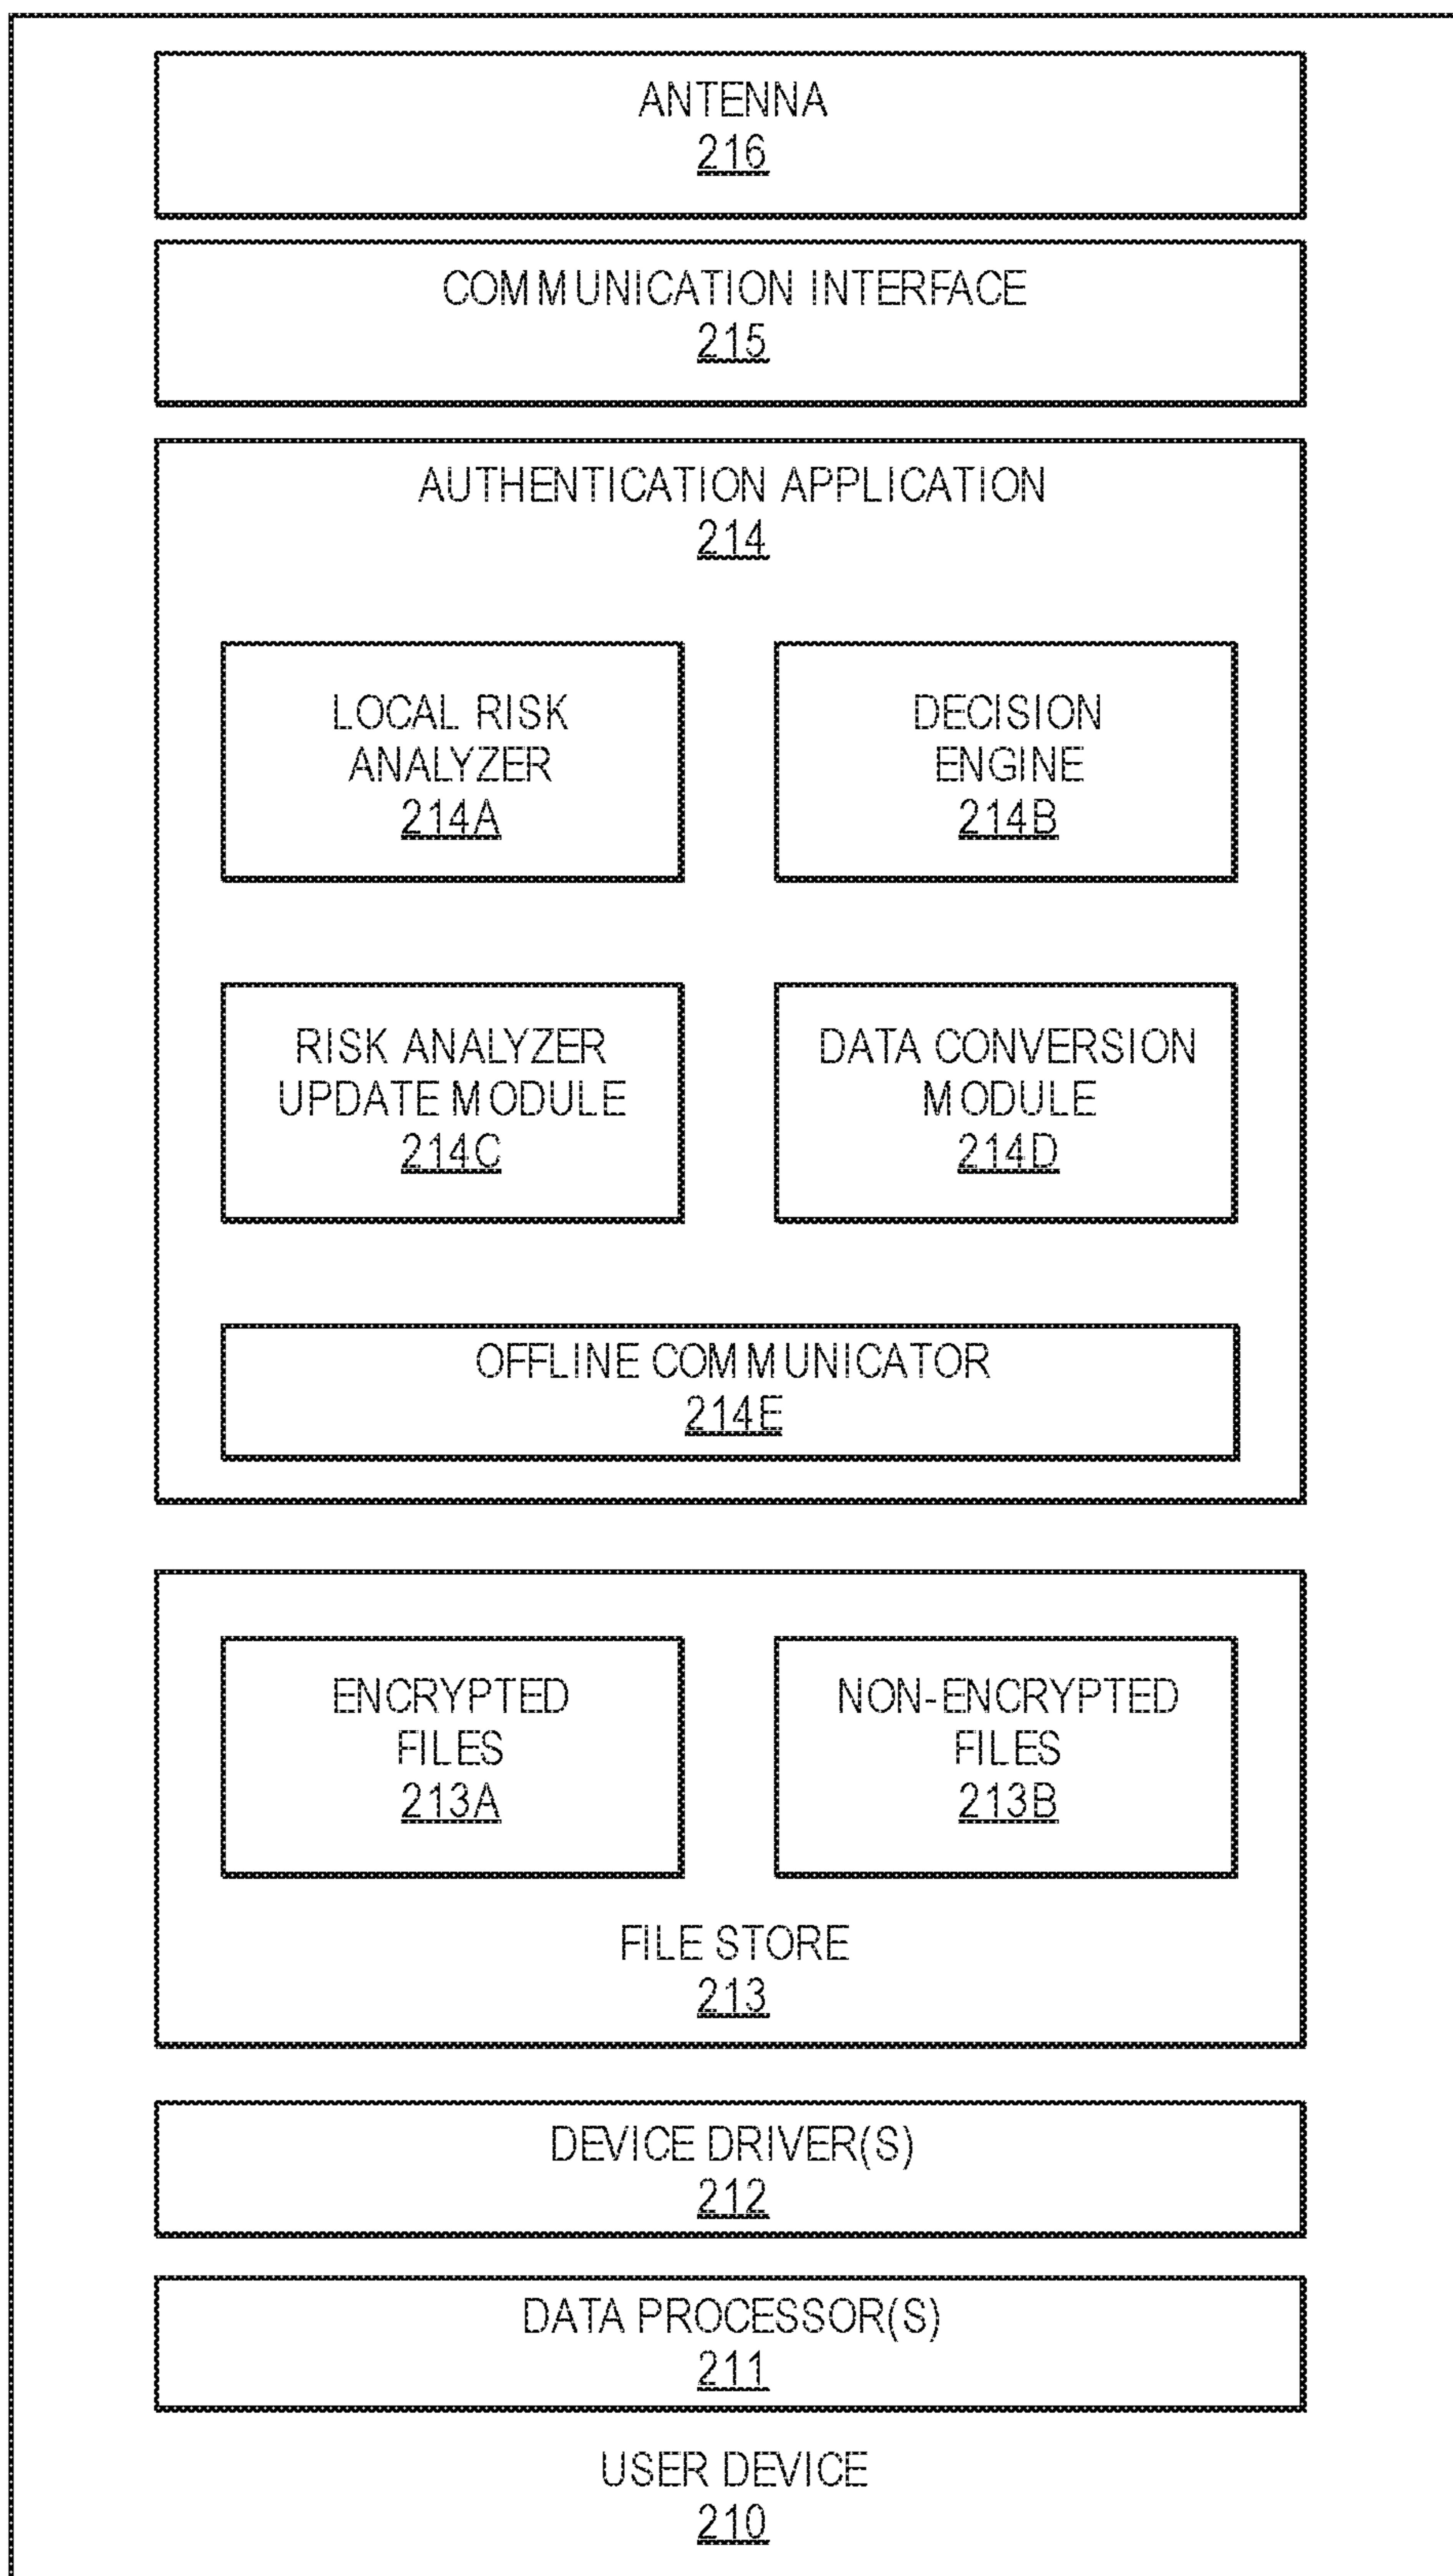 ANTENNA
216
COMMUNICATION INTERFACE
215
AUTHENTICATION APPLICATION
214
LOCAL RISK
ANALYZER
214A
DECISION
ENGINE
214B
RISK ANALYZER
UPDATE MODULE
214C
DATA CONVERSION
MODULE
214D
OFFLINE COMMUNICATOR
214E
ENCRYPTED
FILES
213A
NON-ENCRYPTED
FILES
213B
FILE STORE
213
DEVICE DRIVER(S)
212
DATA PROCESSOR(S)
211
USER DEVICE
210